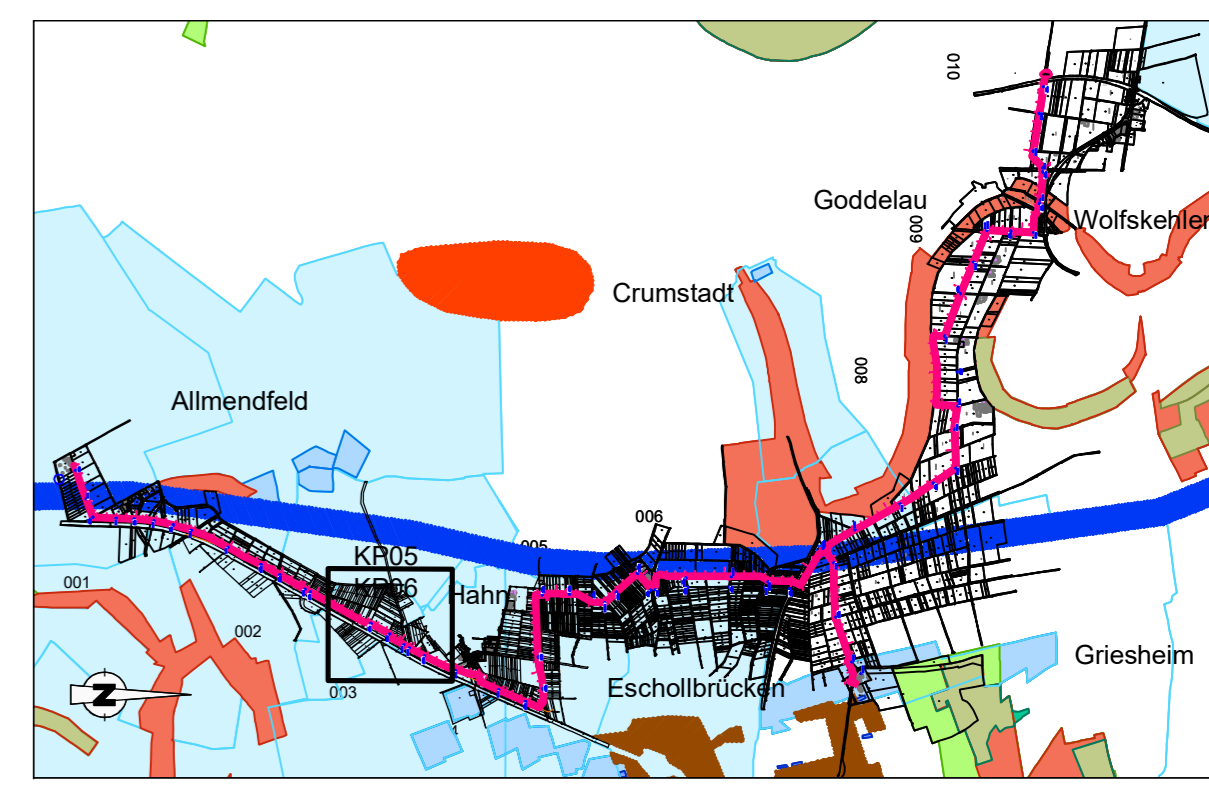 010
Goddelau
Wolfskehlen
009
Crumstadt
008
Allmendfeld
006
005
KP05
KP06
Hahn
001
002
003
Eschollbrücken
Griesheim
N